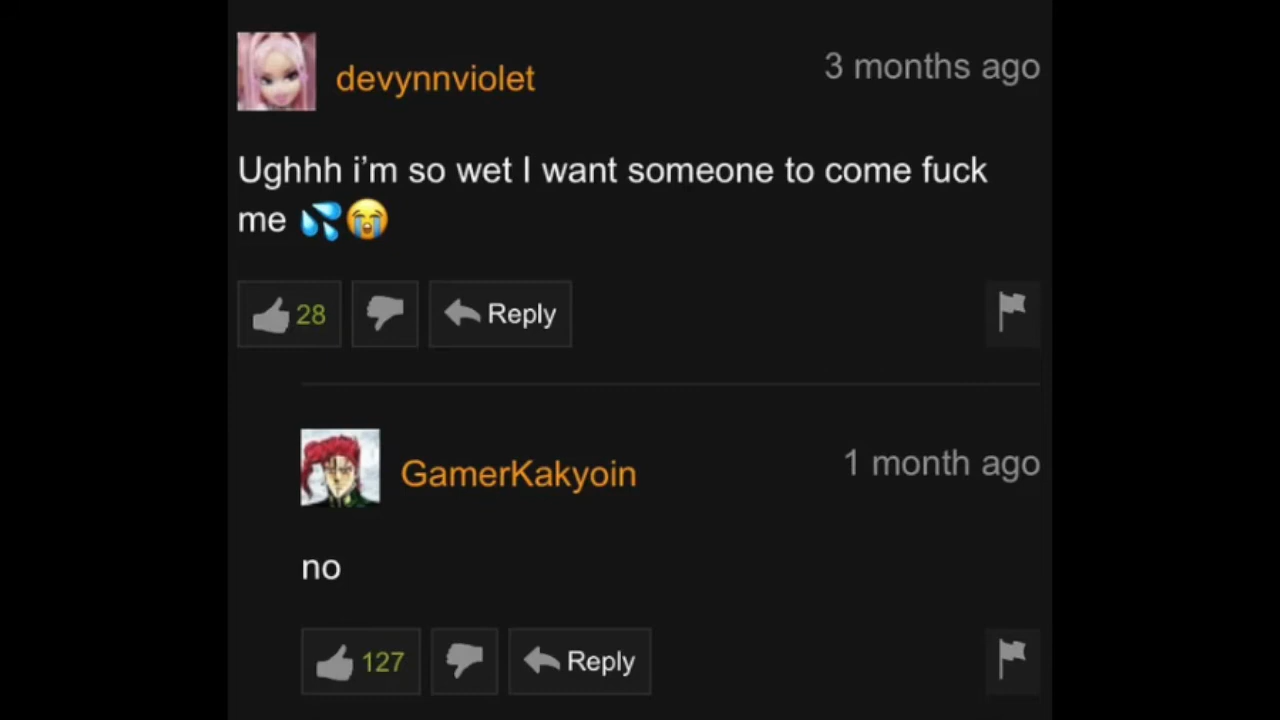 devynnviolet
3 months ago
Ughhh i’m so wet I want someone to come fuck
me 💦😭
28
Reply
GamerKakyoin
1 month ago
no
127
Reply